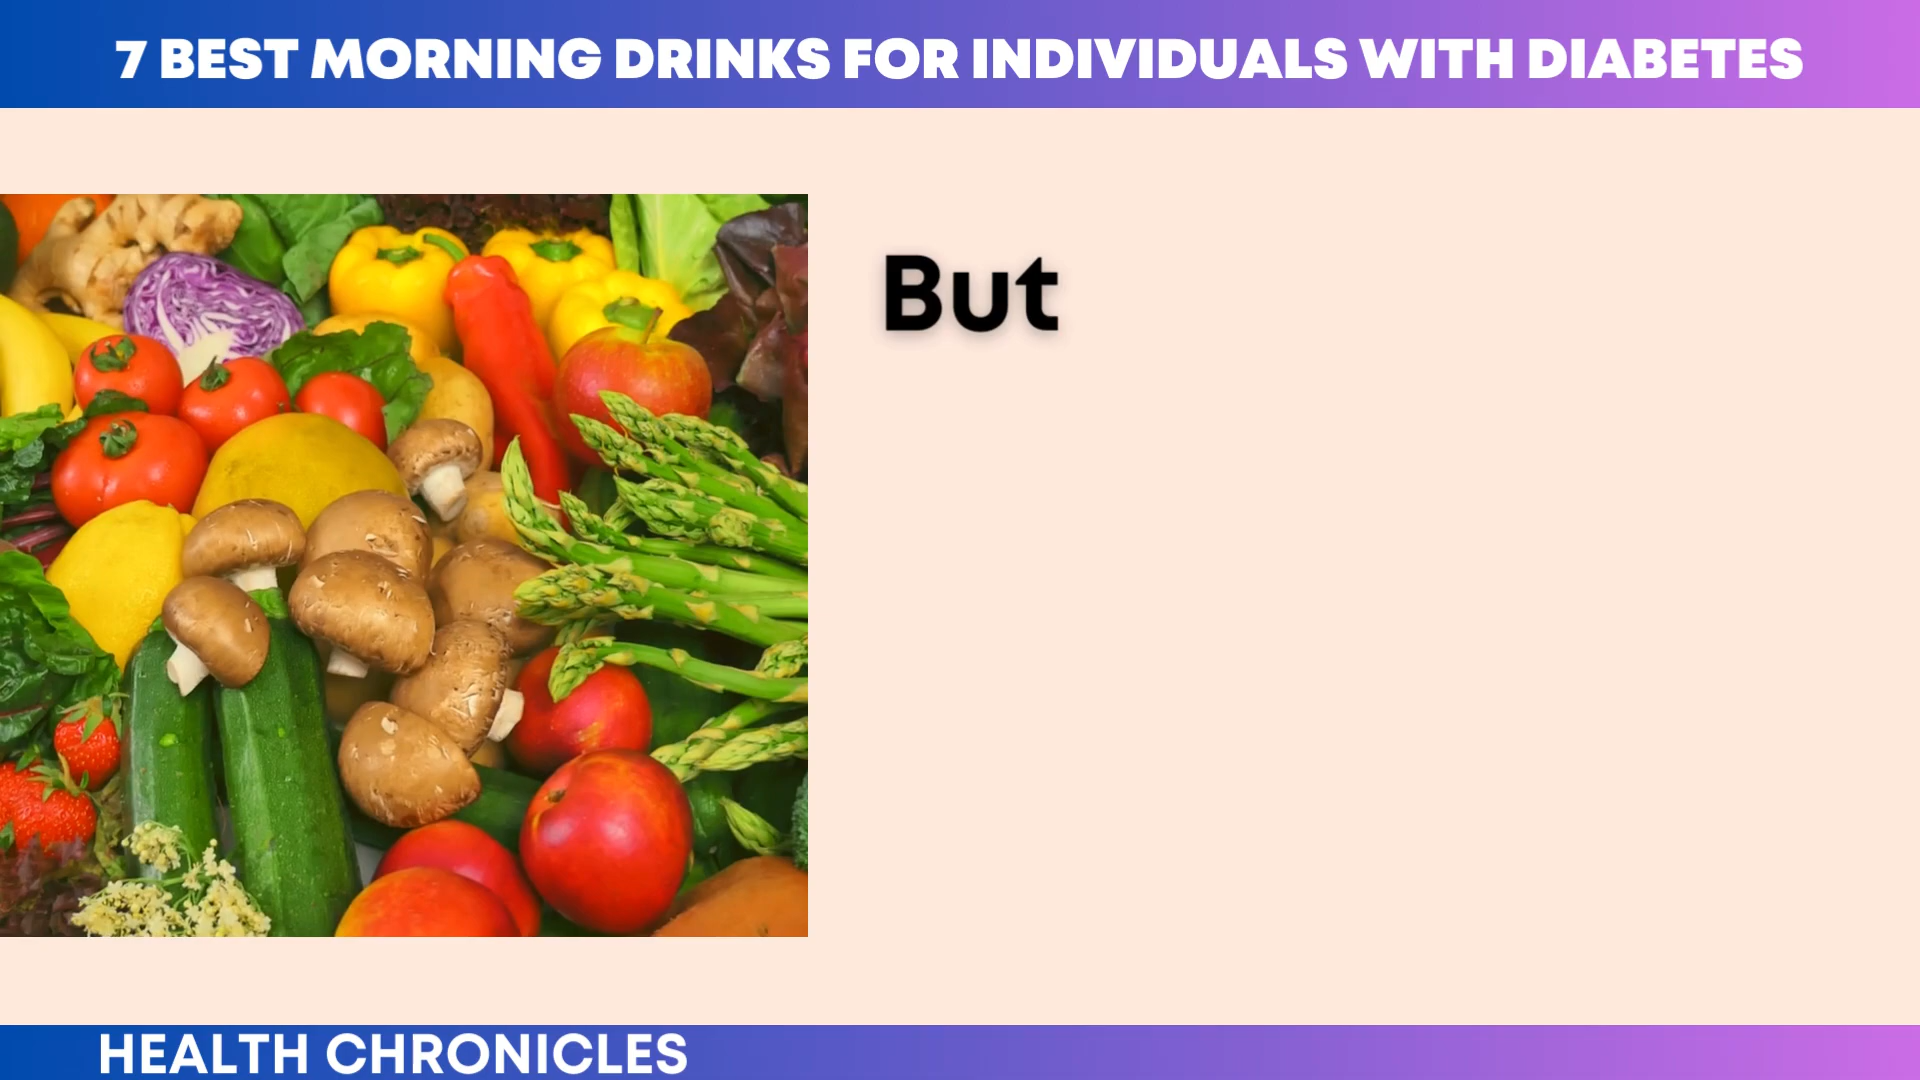 7 BEST MORNING DRINKS FOR INDIVIDUALS WITH DIABETES
But
HEALTH CHRONICLES